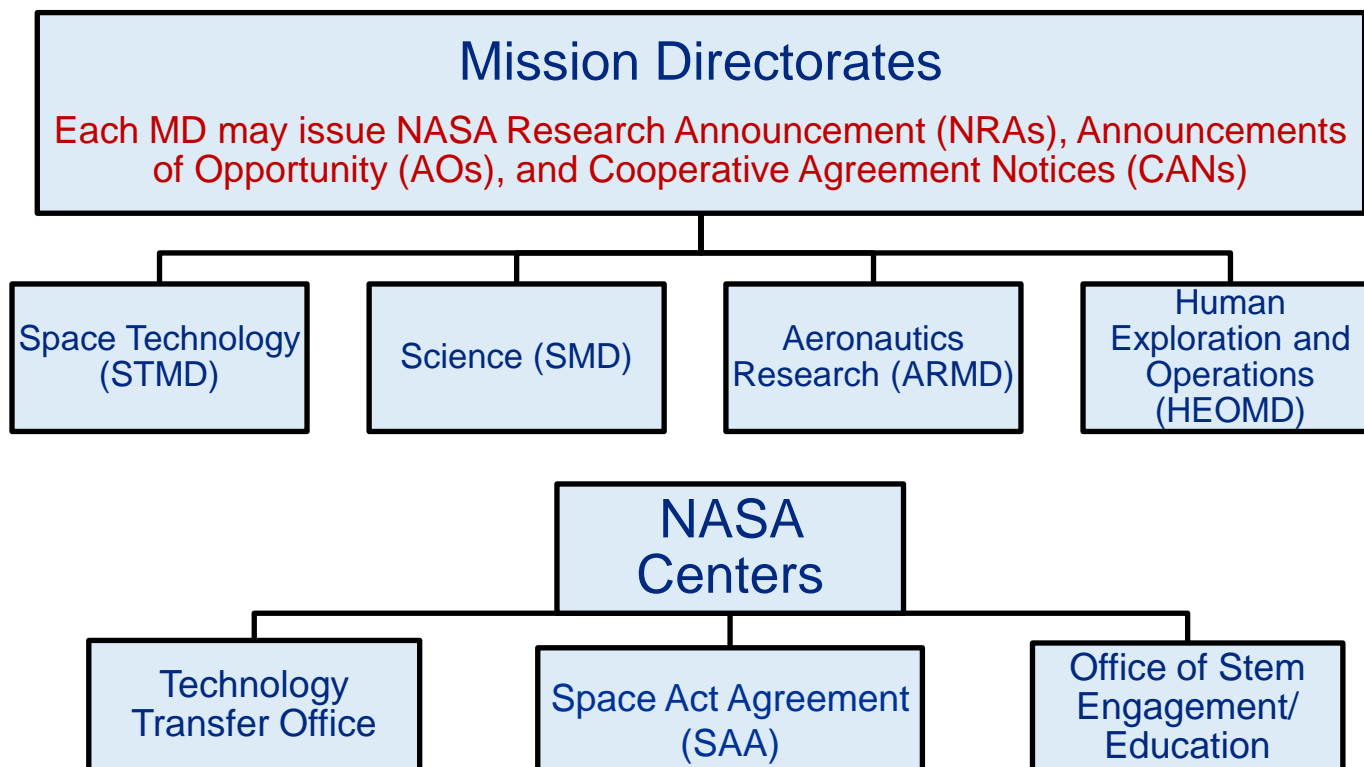 Mission Directorates
Each MD may issue NASA Research Announcement (NRAs), Announcements
of Opportunity (AOs), and Cooperative Agreement Notices (CANs)
Space Technology
(STMD)
Science (SMD)
Aeronautics
Research (ARMD)
Human
Exploration and
Operations
(HEOMD)
NASA
Centers
Technology
Transfer Office
Space Act Agreement
(SAA)
Office of Stem
Engagement/
Education